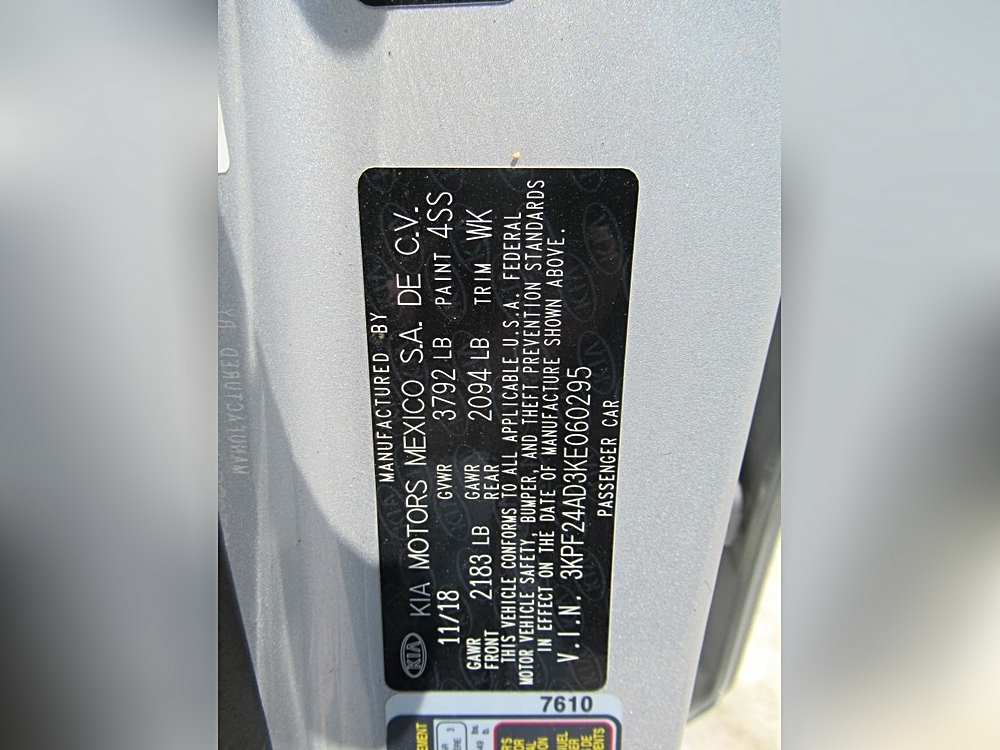 MANUFACTURED BY
KIA KIA MOTORS MEXICO S.A. DE C.V.
11/18 GVWR 3792 LB PAINT 4SS
GAWR FRONT 2183 LB GAWR REAR 2094 LB TRIM WK
THIS VEHICLE CONFORMS TO ALL APPLICABLE U.S.A. FEDERAL
MOTOR VEHICLE SAFETY, BUMPER, AND THEFT PREVENTION STANDARDS
IN EFFECT ON THE DATE OF MANUFACTURE SHOWN ABOVE.
V.I.N. 3KPF24AD3KE060295
PASSENGER CAR
7610